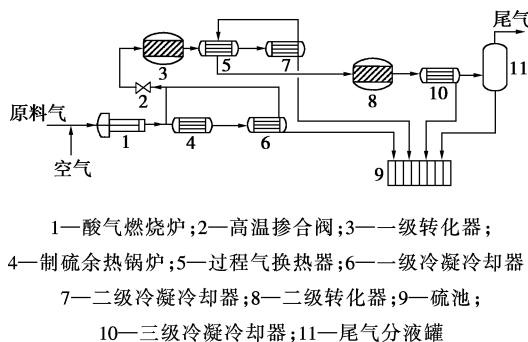 尾气
3
5
7
11
2
8
10
原料气
1
4
6
空气
9
1—酸气燃烧炉;2—高温掺合阀;3—一级转化器;
4—制硫余热锅炉;5—过程气换热器;6—一级冷凝冷却器
7—二级冷凝冷却器;8—二级转化器;9—硫池;
10—三级冷凝冷却器;11—尾气分液罐